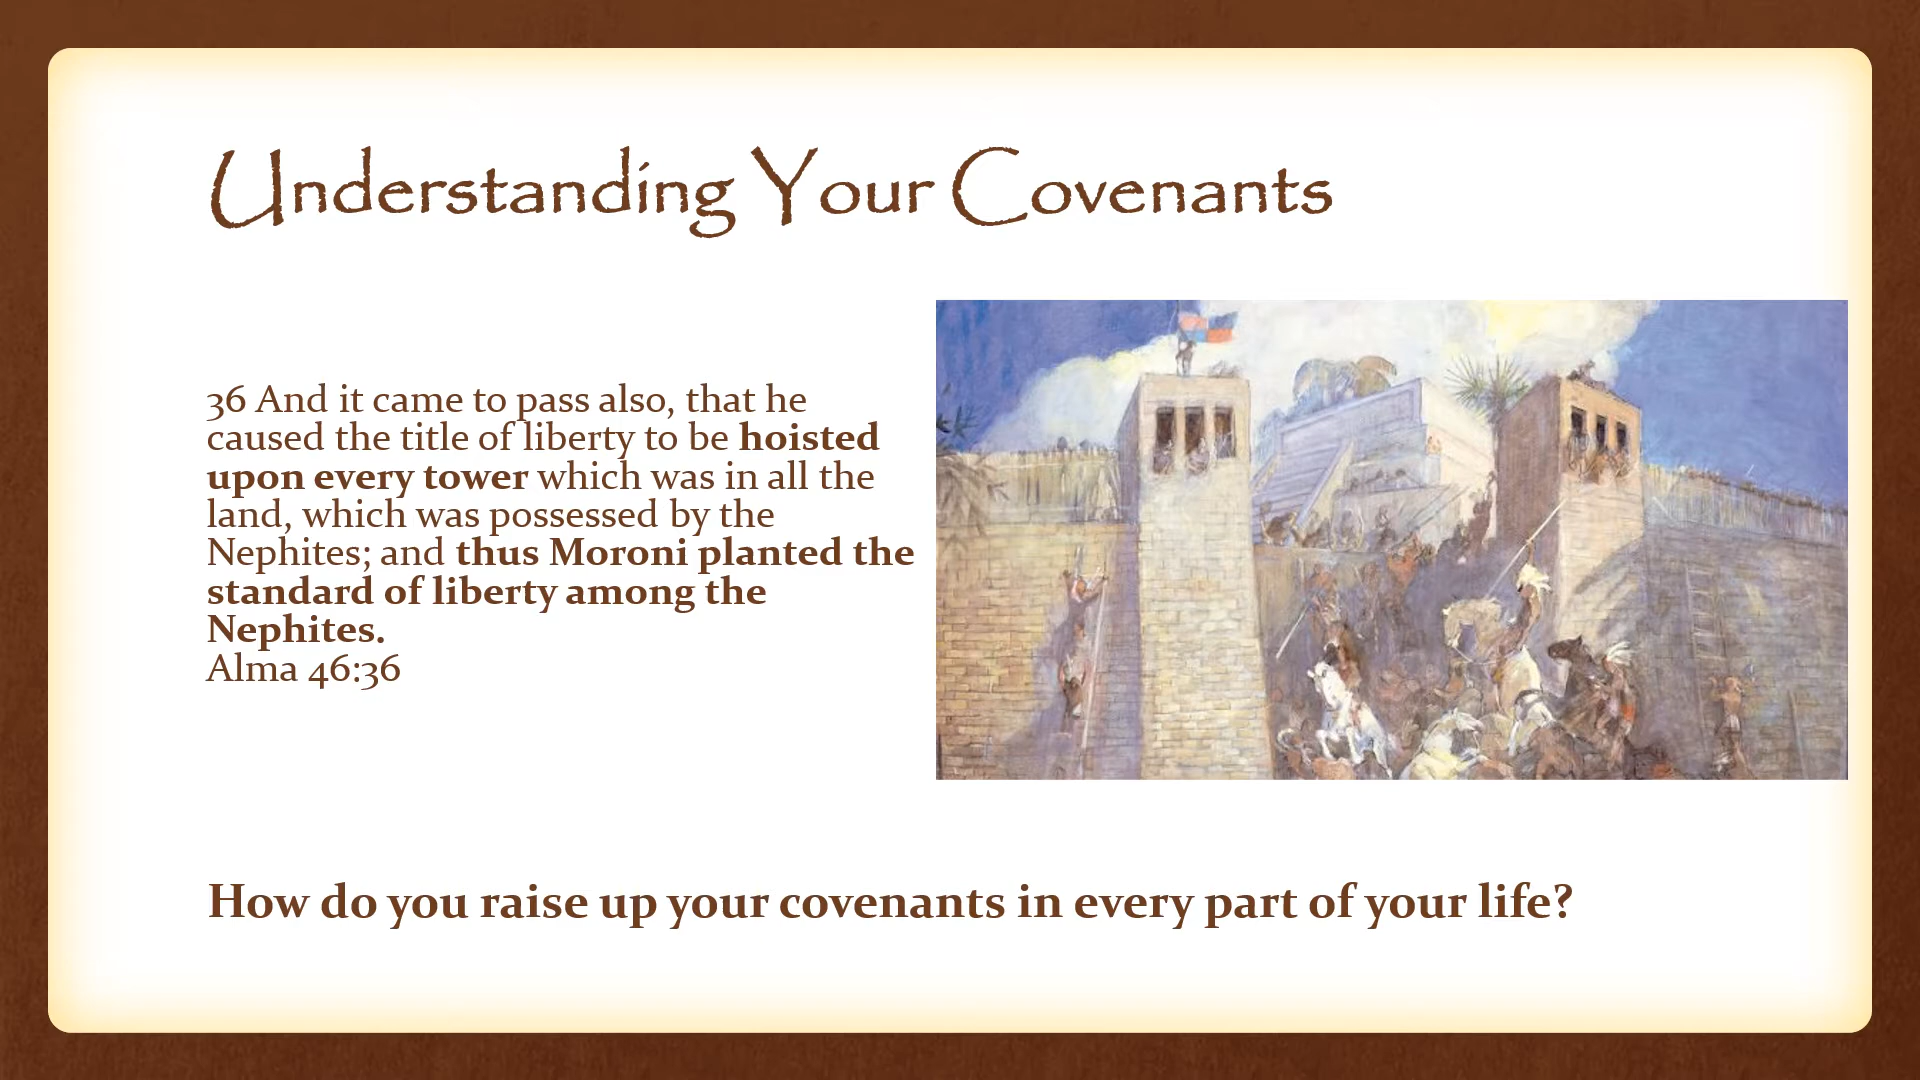 Understanding Your Covenants
36 And it came to pass also, that he
caused the title of liberty to be hoisted
upon every tower which was in all the
land, which was possessed by the
Nephites; and thus Moroni planted the
standard of liberty among the
Nephites.
Alma 46:36
How do you raise up your covenants in every part of your life?